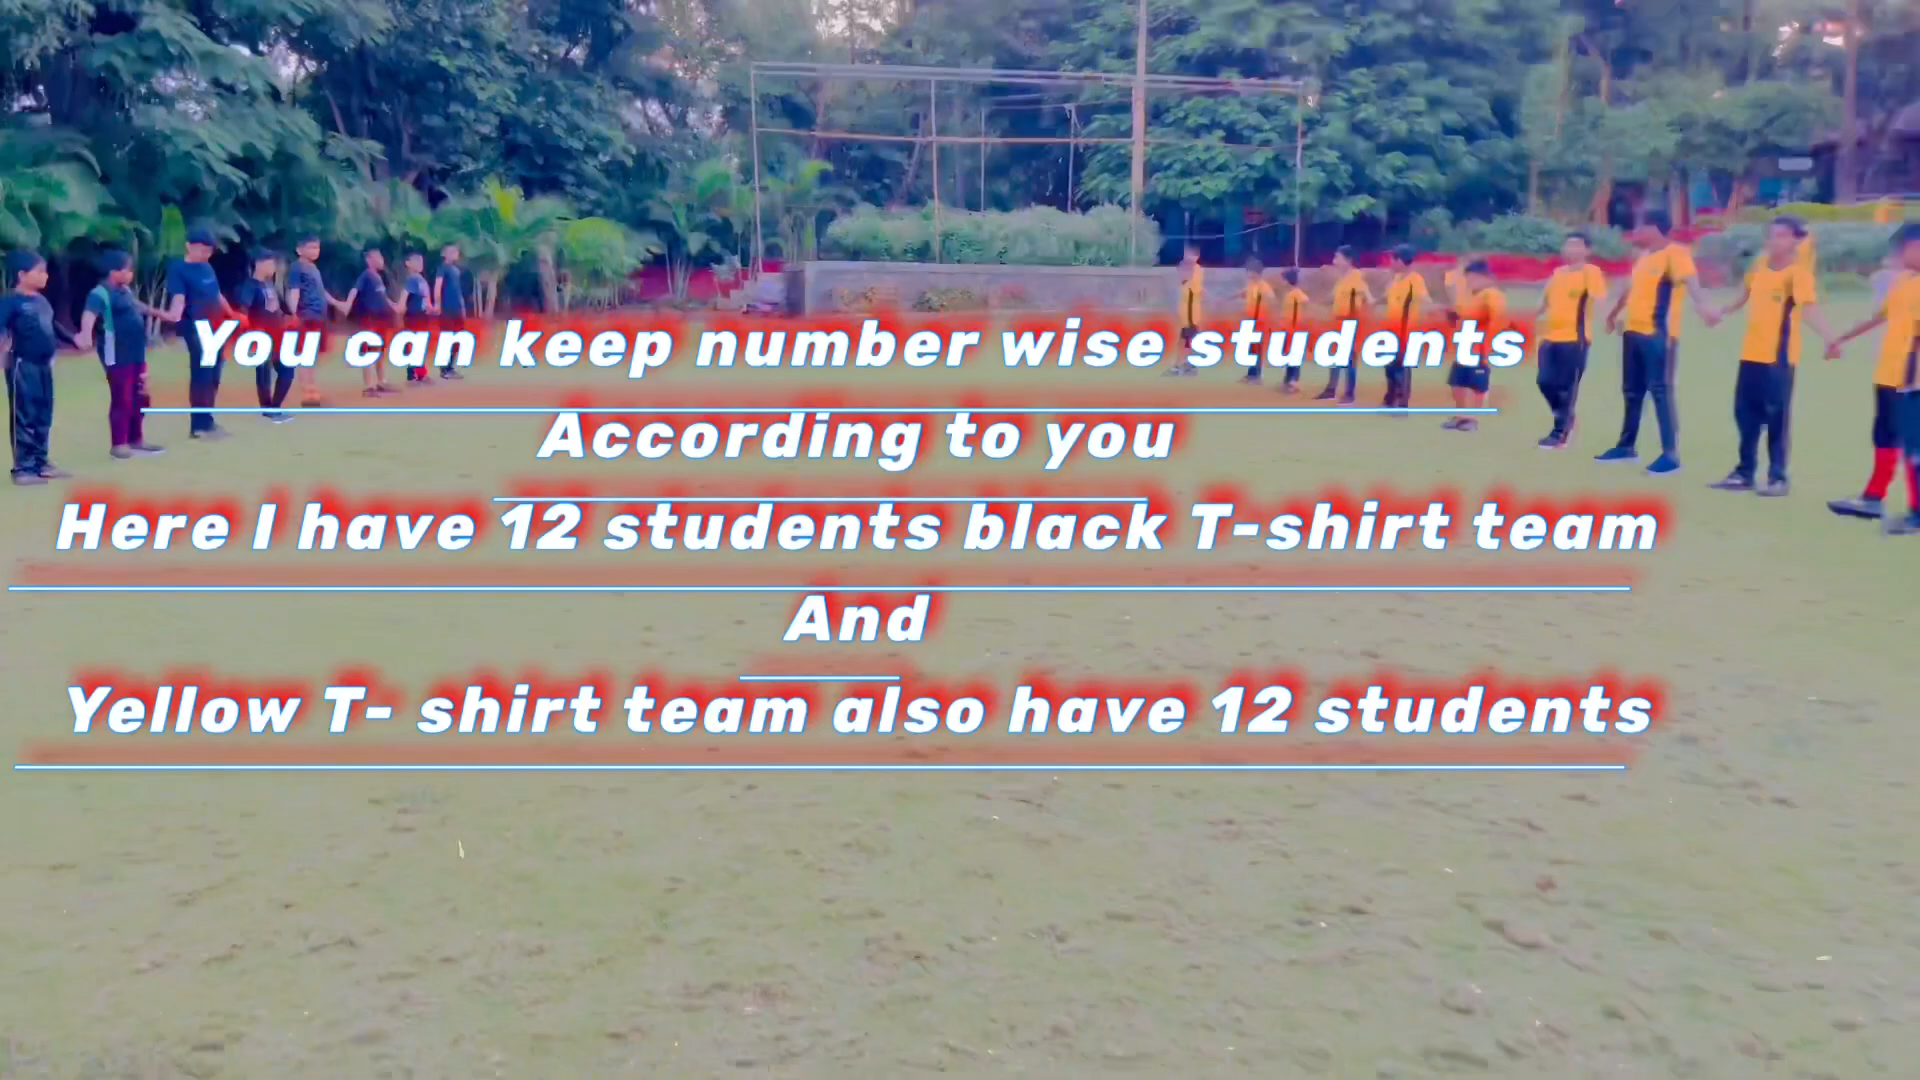 You can keep number wise students
According to you
Here I have 12 students black T-shirt team
And
Yellow T- shirt team also have 12 students